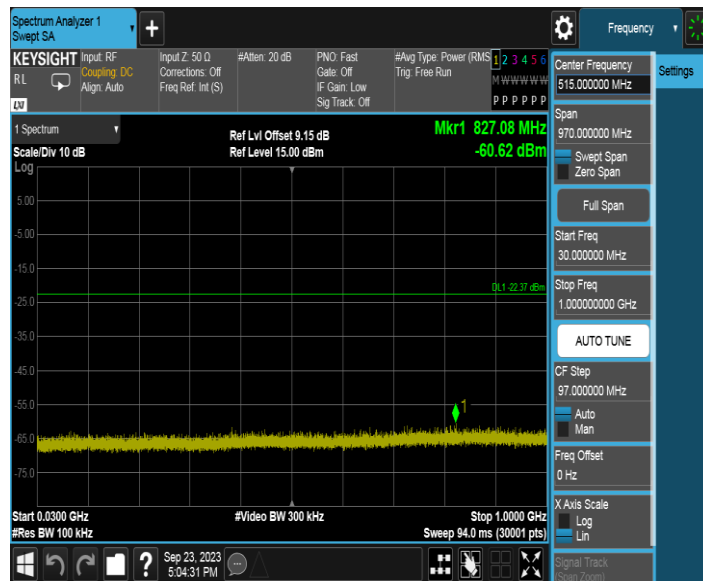 Spectrum Analyzer 1
Swept SA
+
Frequency
KEYSIGHT
RL
LXI
Input: RF
Coupling: DC
Align: Auto
Input Z: 50 Ω
Corrections: Off
Freq Ref: Int (S)
#Atten: 20 dB
PNO: Fast
Gate: Off
IF Gain: Low
Sig Track: Off
#Avg Type: Power (RMS
Trig: Free Run
1 2 3 4 5 6
M W W W W W
P P P P P P
Center Frequency
515.000000 MHz
Settings
Span
970.000000 MHz
Swept Span
Zero Span
Full Span
Start Freq
30.000000 MHz
Stop Freq
1.000000000 GHz
AUTO TUNE
CF Step
97.000000 MHz
Auto
Man
Freq Offset
0 Hz
X Axis Scale
Log
Lin
Signal Track
(Span Zoom)
1 Spectrum
Scale/Div 10 dB
Log
Ref Lvl Offset 9.15 dB
Ref Level 15.00 dBm
Mkr1 827.08 MHz
-60.62 dBm
5.00
-5.00
-15.0
DL1 -22.37 dBm
-25.0
-35.0
-45.0
-55.0
1
-65.0
-75.0
Start 0.0300 GHz
#Res BW 100 kHz
#Video BW 300 kHz
Stop 1.0000 GHz
Sweep 94.0 ms (30001 pts)
?
Sep 23, 2023
5:04:31 PM